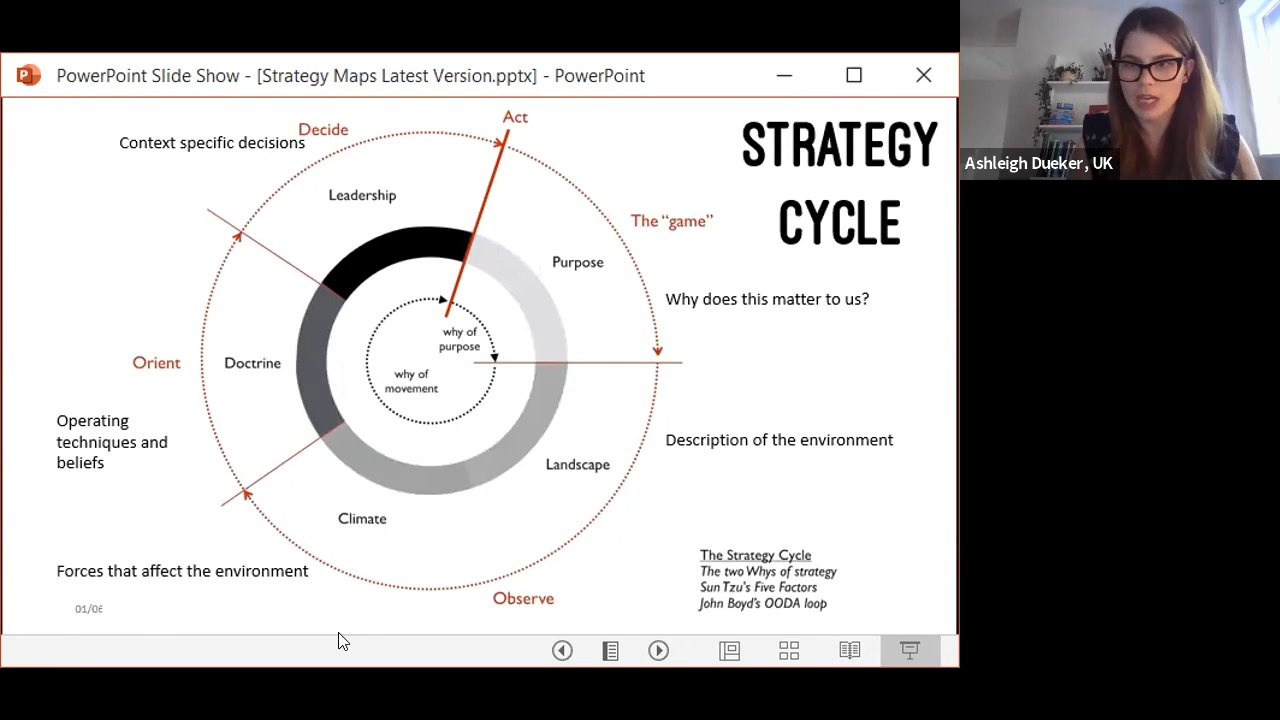 PowerPoint Slide Show - [Strategy Maps Latest Version.pptx] - PowerPoint
Ashleigh Dueker, UK
STRATEGY
CYCLE
Act
Decide
Context specific decisions
Leadership
The “game”
Purpose
Why does this matter to us?
why of
purpose
Orient
Doctrine
why of
movement
Operating
techniques and
beliefs
Description of the environment
Landscape
Climate
Forces that affect the environment
Observe
The Strategy Cycle
The two Whys of strategy
Sun Tzu's Five Factors
John Boyd's OODA loop
01/06